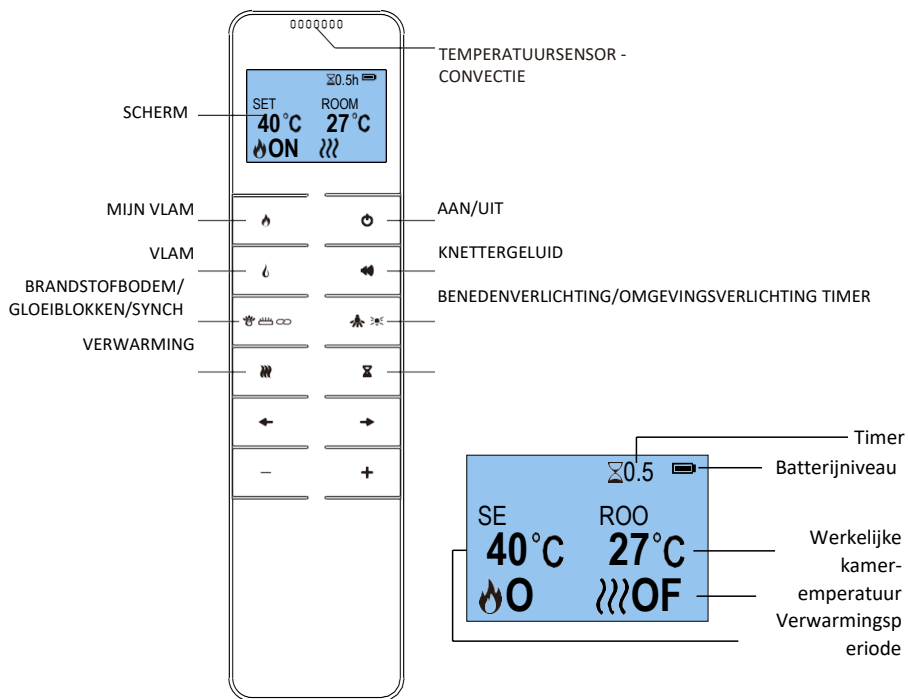 TEMPERATUURSENSOR -
CONVECTIE
0.5h
SET ROOM
40°C 27°C
ON
SCHERM
MIJN VLAM
AAN/UIT
VLAM
KNETTERGELUID
BRANDSTOFBODEM/
GLOEIBLOKKEN/SYNCH
BENEDENVERLICHTING/OMGEVINGSVERLICHTING TIMER
VERWARMING
Timer
Batterijniveau
0.5
SE ROO
40°C 27°C
O OF
Werkelijke
kamer-
emperatuur
Verwarmingsp
eriode